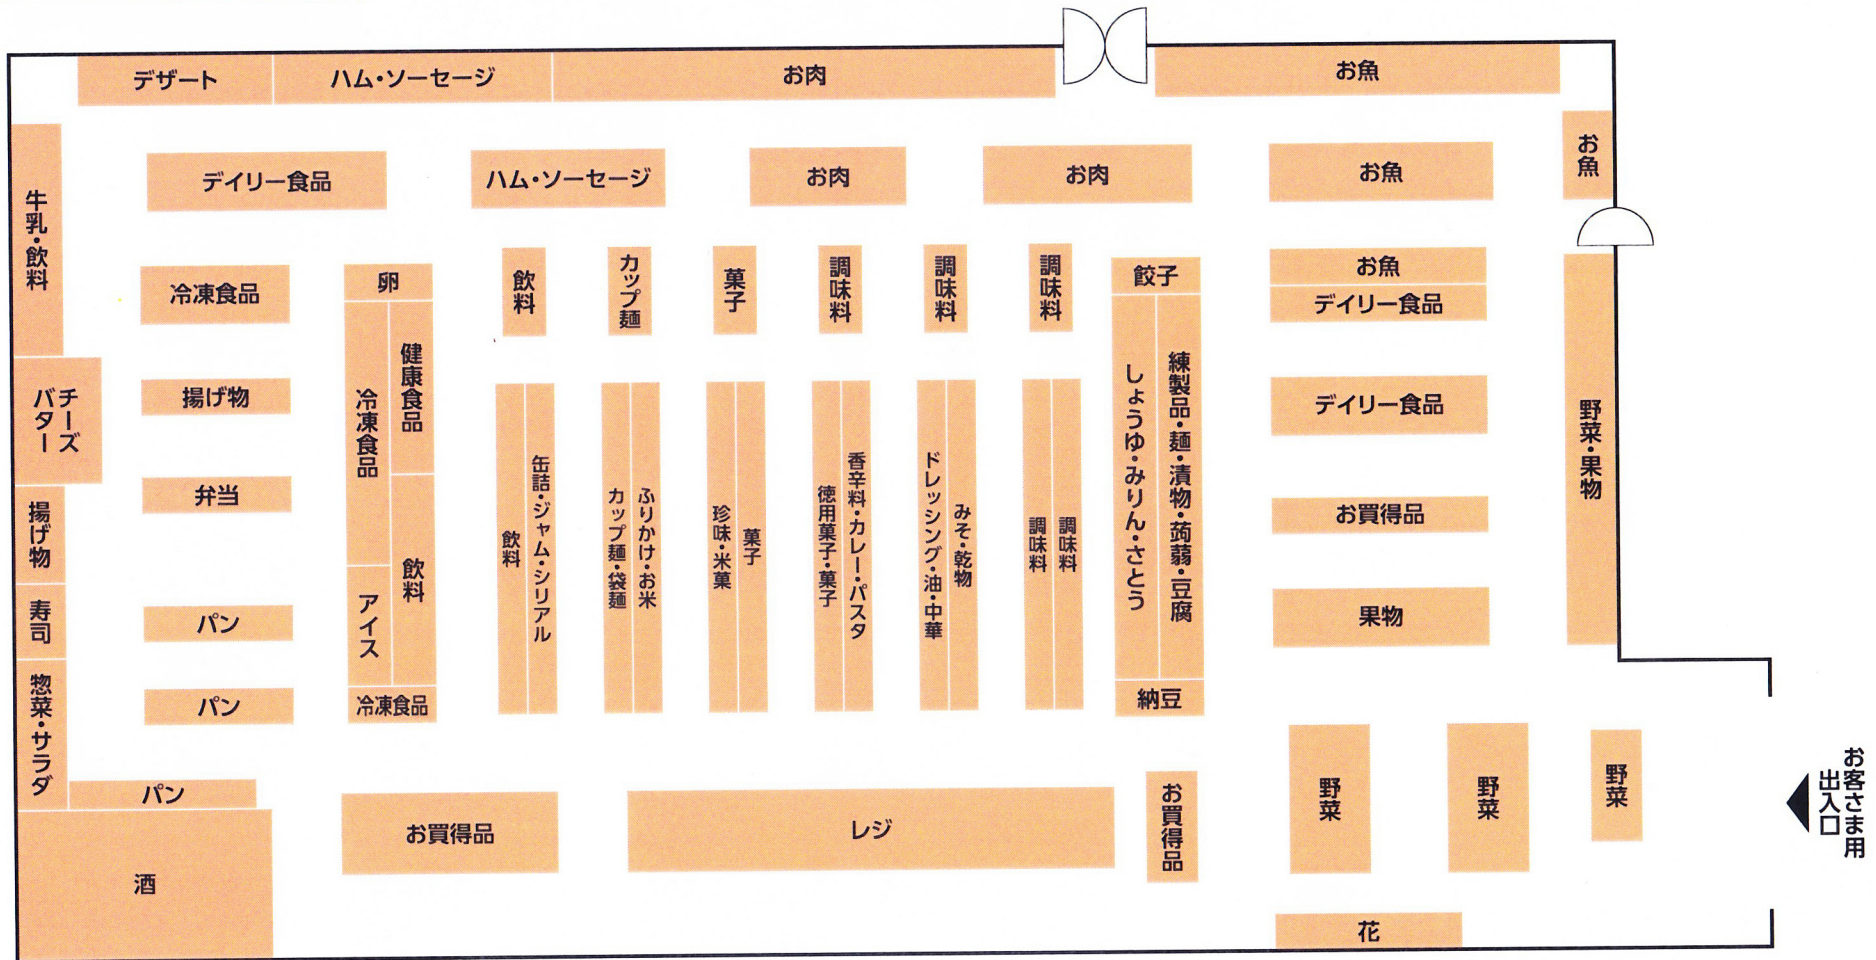 デザート
ハム・ソーセージ
お肉
お魚
お魚
デイリー食品
ハム・ソーセージ
お肉
お肉
お魚
牛乳・飲料
冷凍食品
卵
飲料
カップ麺
菓子
調味料
調味料
調味料
餃子
お魚
デイリー食品
チーズ
バター
揚げ物
冷凍食品
健康食品
しょうゆ・みりん・さとう
練製品・麺・漬物・蒟蒻・豆腐
デイリー食品
野菜・果物
揚げ物
弁当
飲料
缶詰・ジャム・シリアル
カップ麺・袋麺
ふりかけ・お米
珍味・米菓
菓子
徳用菓子・菓子
香辛料・カレー・パスタ
ドレッシング・油・中華
みそ・乾物
調味料
調味料
お買得品
寿司
パン
アイス
飲料
果物
惣菜・サラダ
パン
冷凍食品
納豆
パン
お買得品
レジ
お買得品
野菜
野菜
野菜
お客さま用
出入口
酒
花